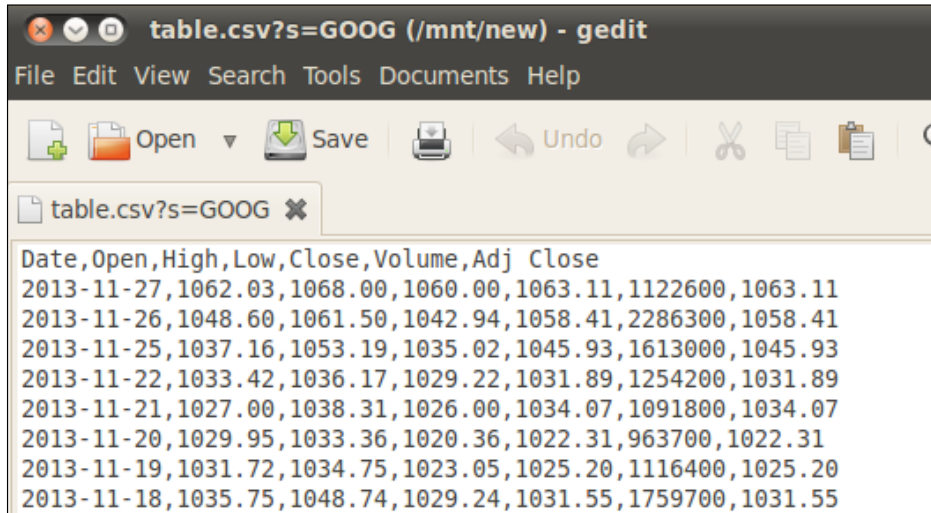 table.csv?s=GOOG (/mnt/new) - gedit
File Edit View Search Tools Documents Help
Open Save Undo
table.csv?s=GOOG
Date,Open,High,Low,Close,Volume,Adj Close
2013-11-27,1062.03,1068.00,1060.00,1063.11,1122600,1063.11
2013-11-26,1048.60,1061.50,1042.94,1058.41,2286300,1058.41
2013-11-25,1037.16,1053.19,1035.02,1045.93,1613000,1045.93
2013-11-22,1033.42,1036.17,1029.22,1031.89,1254200,1031.89
2013-11-21,1027.00,1038.31,1026.00,1034.07,1091800,1034.07
2013-11-20,1029.95,1033.36,1020.36,1022.31,963700,1022.31
2013-11-19,1031.72,1034.75,1023.05,1025.20,1116400,1025.20
2013-11-18,1035.75,1048.74,1029.24,1031.55,1759700,1031.55